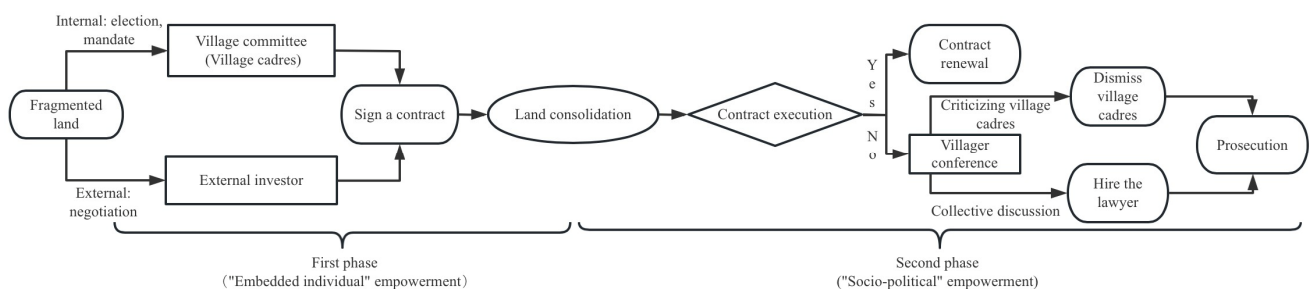 Internal: election,
mandate
Village committee
(Village cadres)
Fragmented
land
Sign a contract
External investor
External:
negotiation
Land consolidation
Contract execution
Y
e
s
N
o
Contract
renewal
Criticizing village
cadres
Villager
conference
Collective discussion
Dismiss
village
cadres
Hire the
lawyer
Prosecution
First phase
("Embedded individual" empowerment)
Second phase
("Socio-political" empowerment)